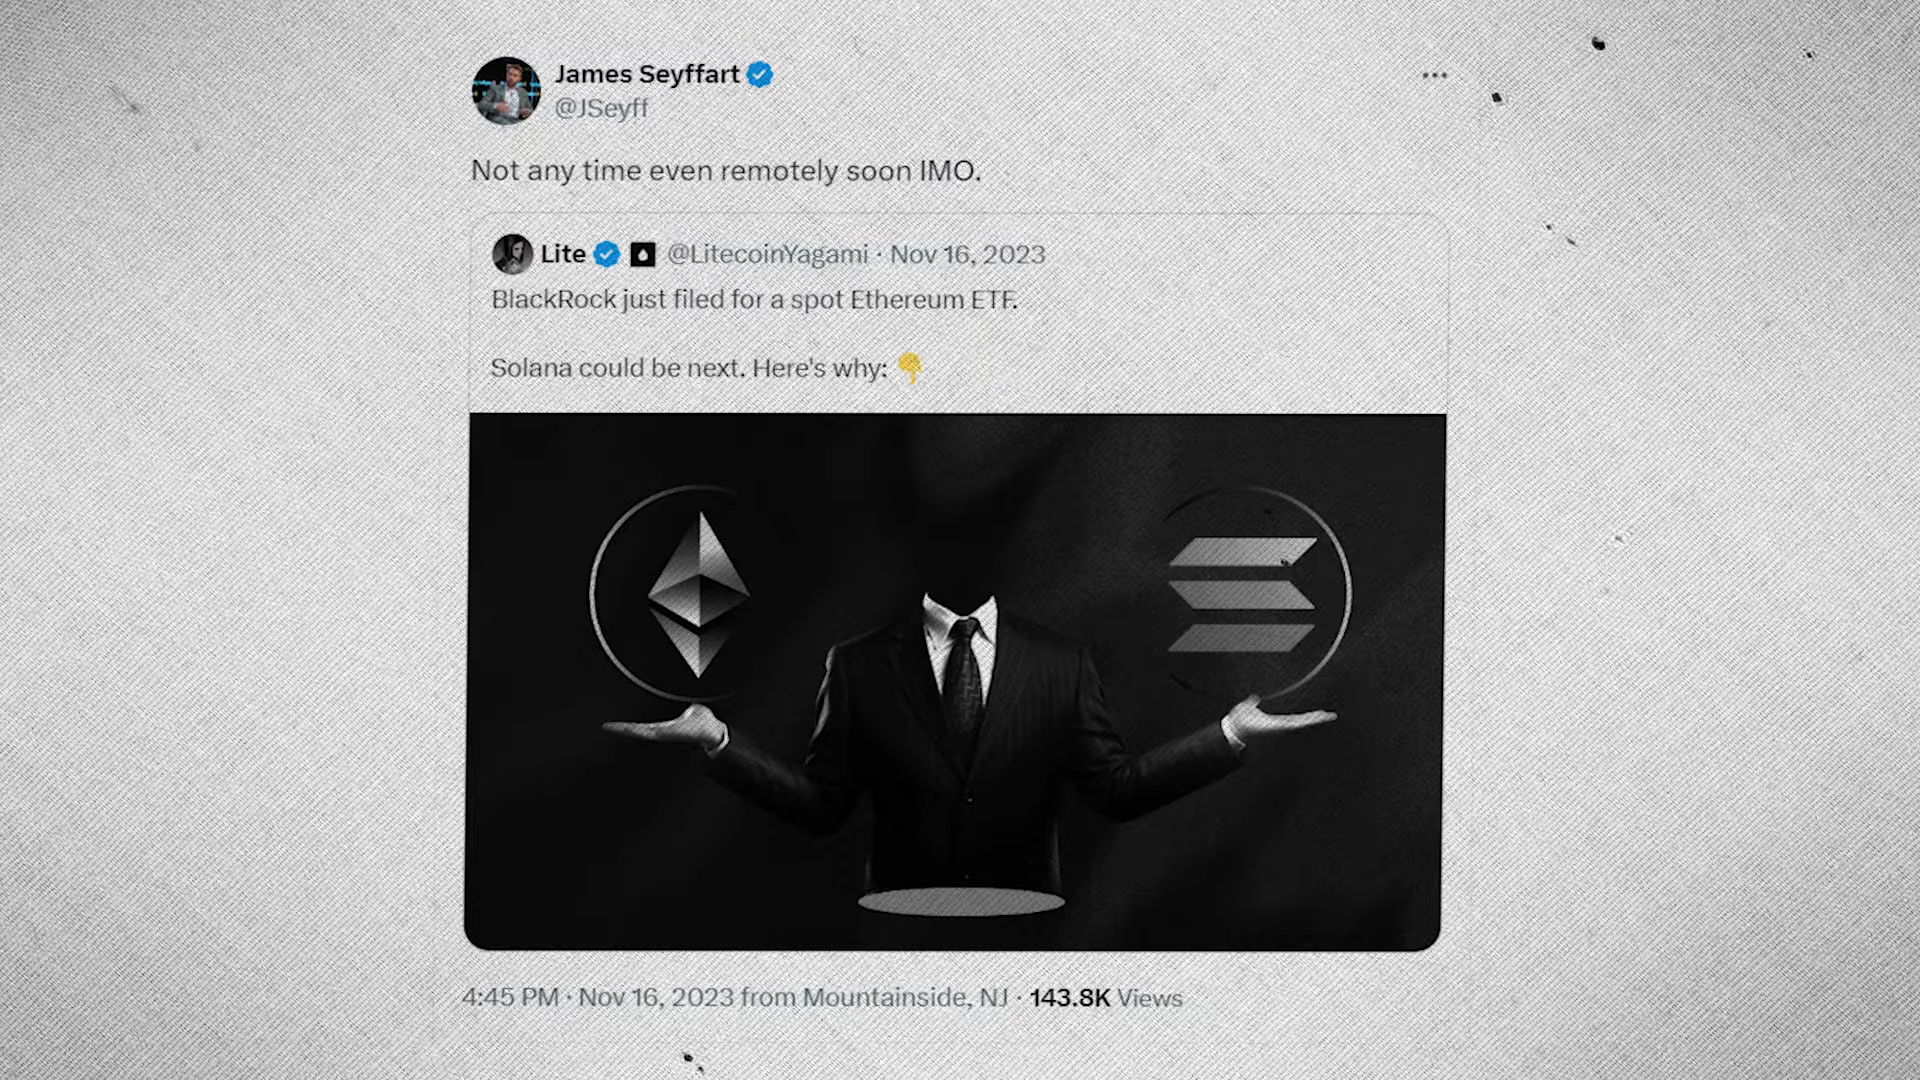 James Seyffart
@JSeyff
Not any time even remotely soon IMO.
Lite @LitecoinYagami · Nov 16, 2023
BlackRock just filed for a spot Ethereum ETF.
Solana could be next. Here's why: 👇
4:45 PM · Nov 16, 2023 from Mountainside, NJ · 143.8K Views